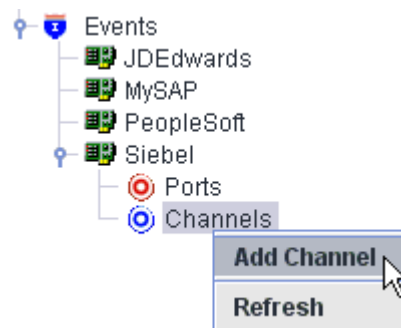 Events
JDEdwards
MySAP
PeopleSoft
Siebel
Ports
Channels
Add Channel
Refresh